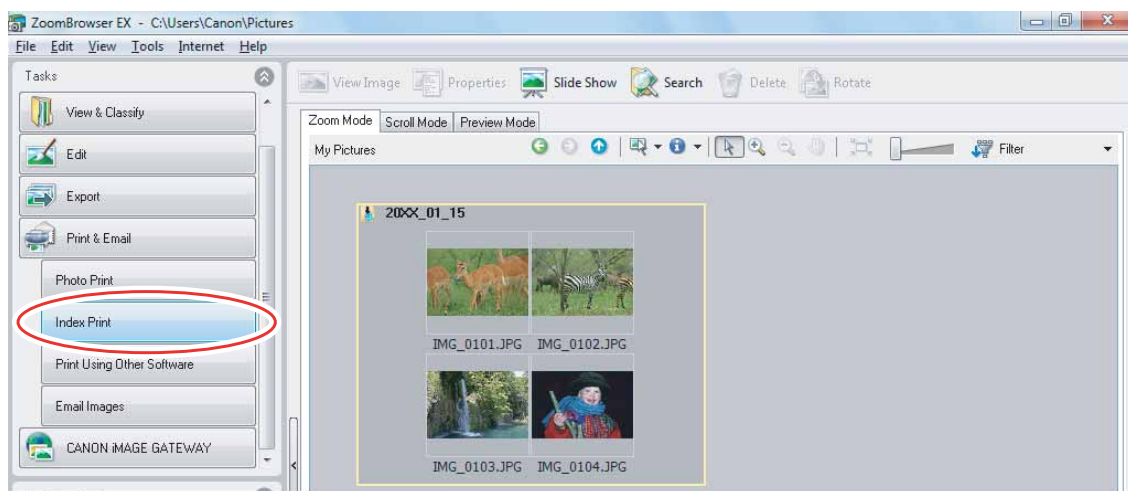 ZoomBrowser EX - C:\Users\Canon\Pictures
File Edit View Tools Internet Help
Tasks
View & Classify
Edit
Export
Print & Email
Photo Print
Index Print
Print Using Other Software
Email Images
CANON iMAGE GATEWAY
View Image Properties Slide Show Search Delete Rotate
Zoom Mode Scroll Mode Preview Mode
My Pictures Filter
20XX_01_15
IMG_0101.JPG IMG_0102.JPG
IMG_0103.JPG IMG_0104.JPG